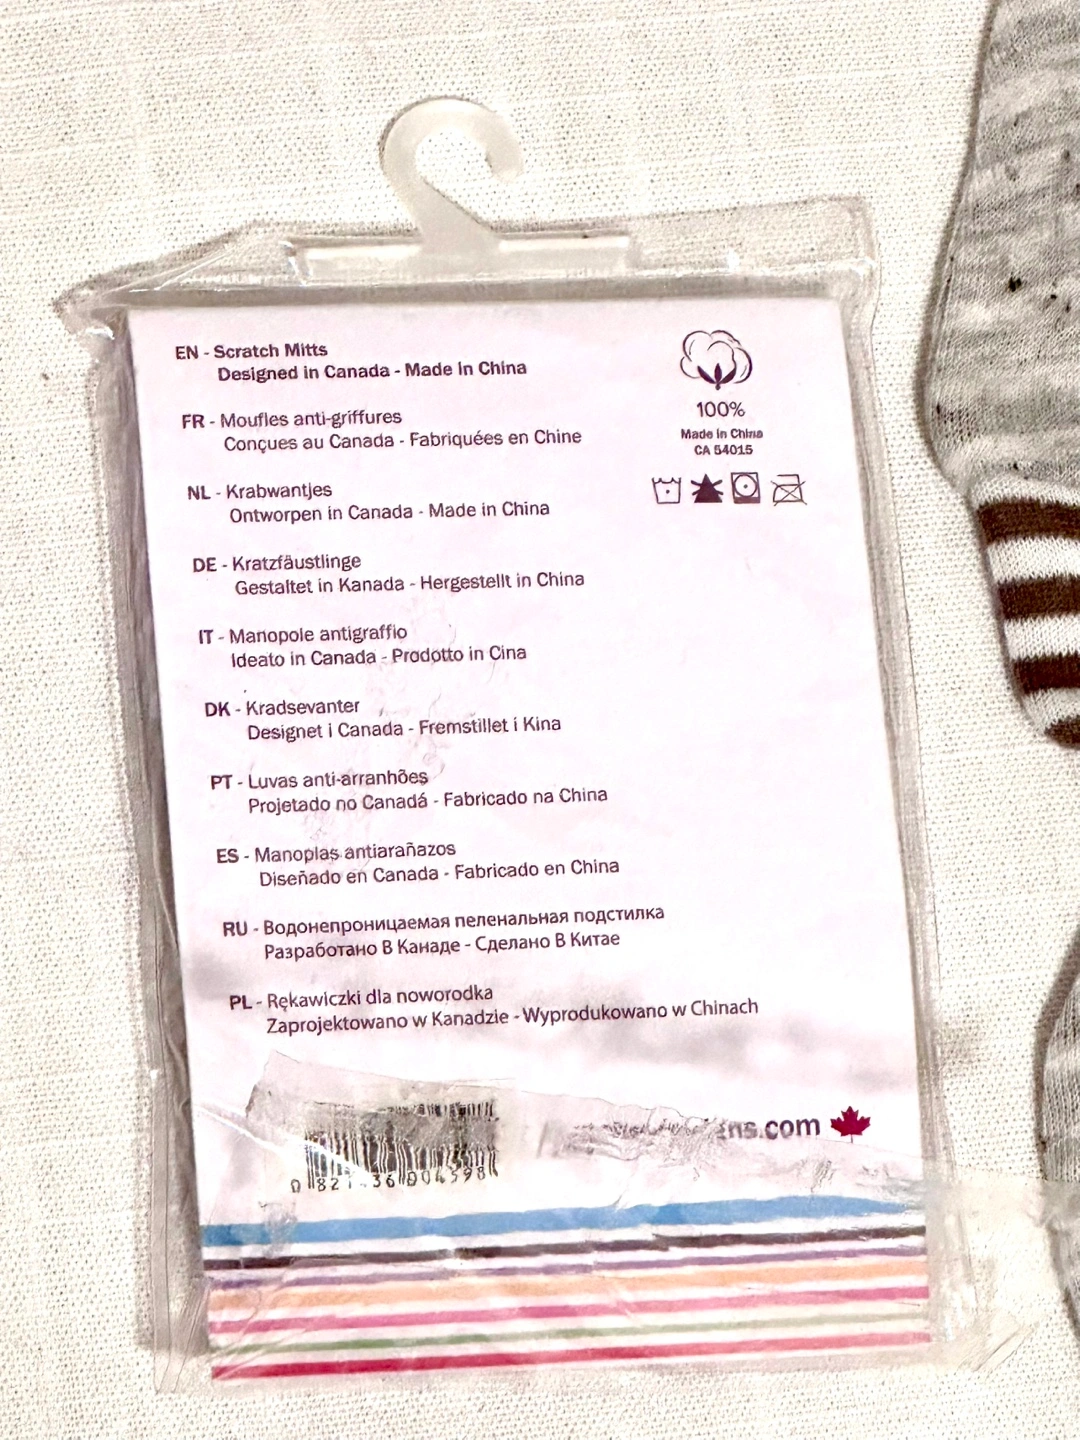 EN - Scratch Mitts
Designed in Canada - Made in China
FR - Moufles anti-griffures
Conçues au Canada - Fabriquées en Chine
NL - Krabwantjes
Ontworpen in Canada - Made in China
DE - Kratzfäustlinge
Gestaltet in Kanada - Hergestellt in China
IT - Manopole antigraffio
Ideato in Canada - Prodotto in Cina
DK - Kradsevanter
Designet i Canada - Fremstillet i Kina
PT - Luvas anti-arranhões
Projetado no Canadá - Fabricado na China
ES - Manoplas antiarañazos
Diseñado en Canada - Fabricado en China
RU - Водонепроницаемая пеленальная подстилка
Разработано В Канаде - Сделано В Китае
PL - Rękawiczki dla noworodka
Zaprojektowano w Kanadzie - Wyprodukowano w Chinach
100%
Made in China
CA 54015